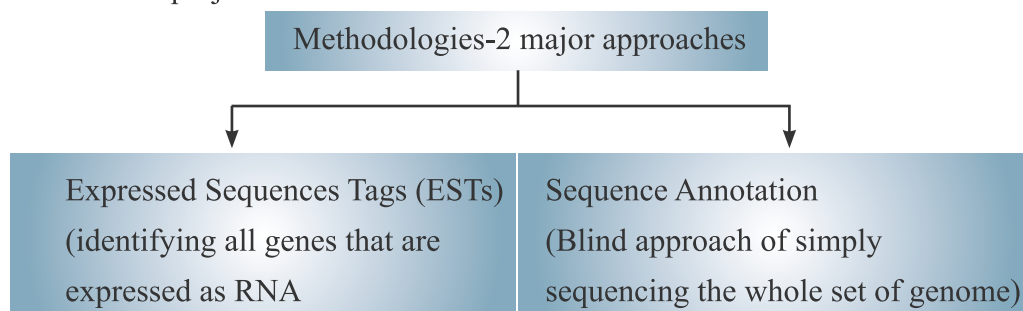 Methodologies-2 major approaches
Expressed Sequences Tags (ESTs)
(identifying all genes that are
expressed as RNA
Sequence Annotation
(Blind approach of simply
sequencing the whole set of genome)